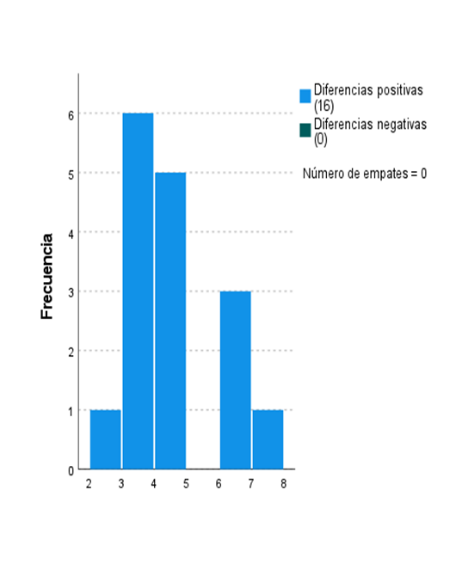 Diferencias positivas
(16)
Diferencias negativas
(0)
Número de empates = 0
Frecuencia
6
5
4
3
2
1
0
2 3 4 5 6 7 8